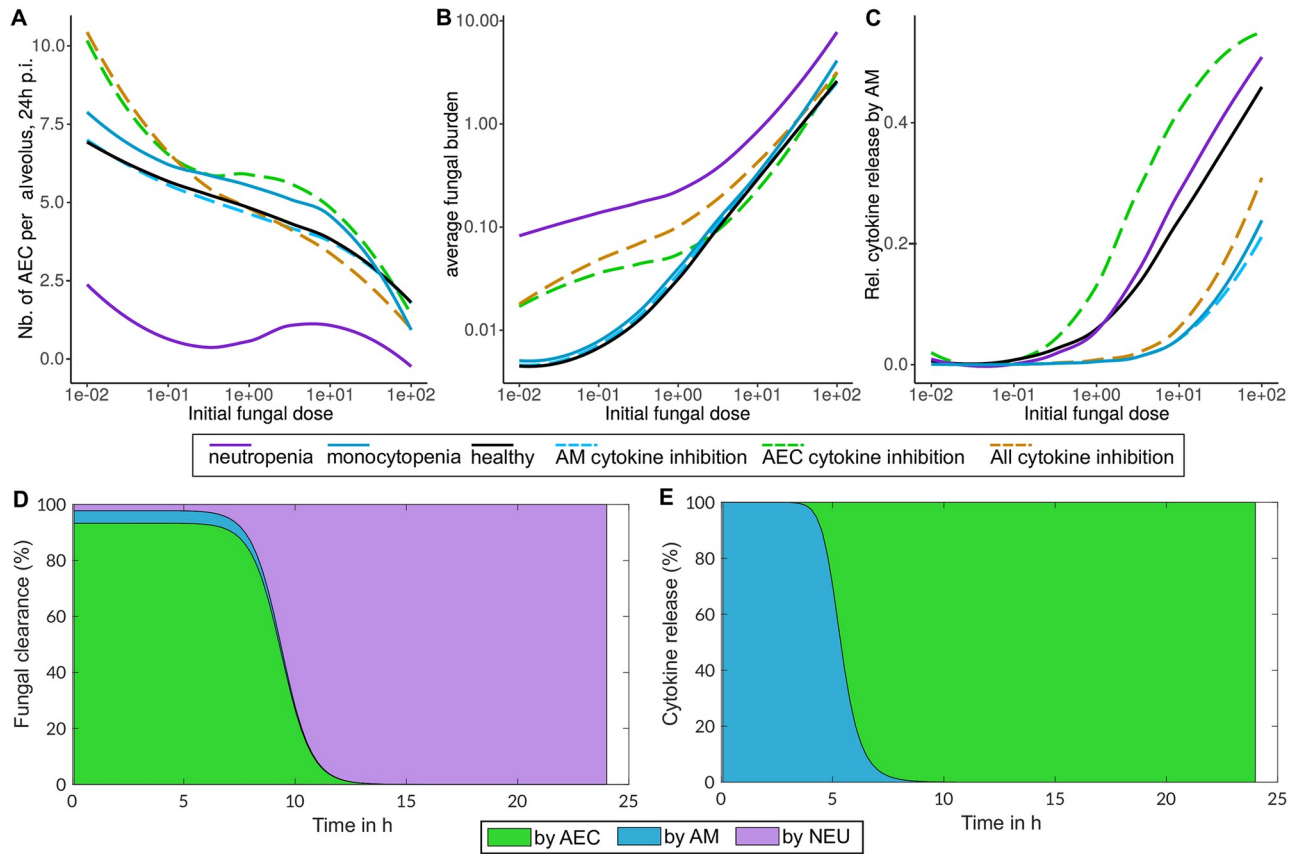 A
Nb. of AEC per alveolus, 24h p.i.
10.0
7.5
5.0
2.5
0.0
1e-02
1e-01
1e+00
1e+01
1e+02
Initial fungal dose
B
average fungal burden
10.00
1.00
0.10
0.01
1e-02
1e-01
1e+00
1e+01
1e+02
Initial fungal dose
C
Rel. cytokine release by AM
0.4
0.2
0.0
1e-02
1e-01
1e+00
1e+01
1e+02
Initial fungal dose
neutropenia
monocytopenia
healthy
AM cytokine inhibition
AEC cytokine inhibition
All cytokine inhibition
D
Fungal clearance (%)
100
80
60
40
20
0
0
5
10
15
20
25
Time in h
E
Cytokine release (%)
100
80
60
40
20
0
0
5
10
15
20
25
Time in h
by AEC
by AM
by NEU